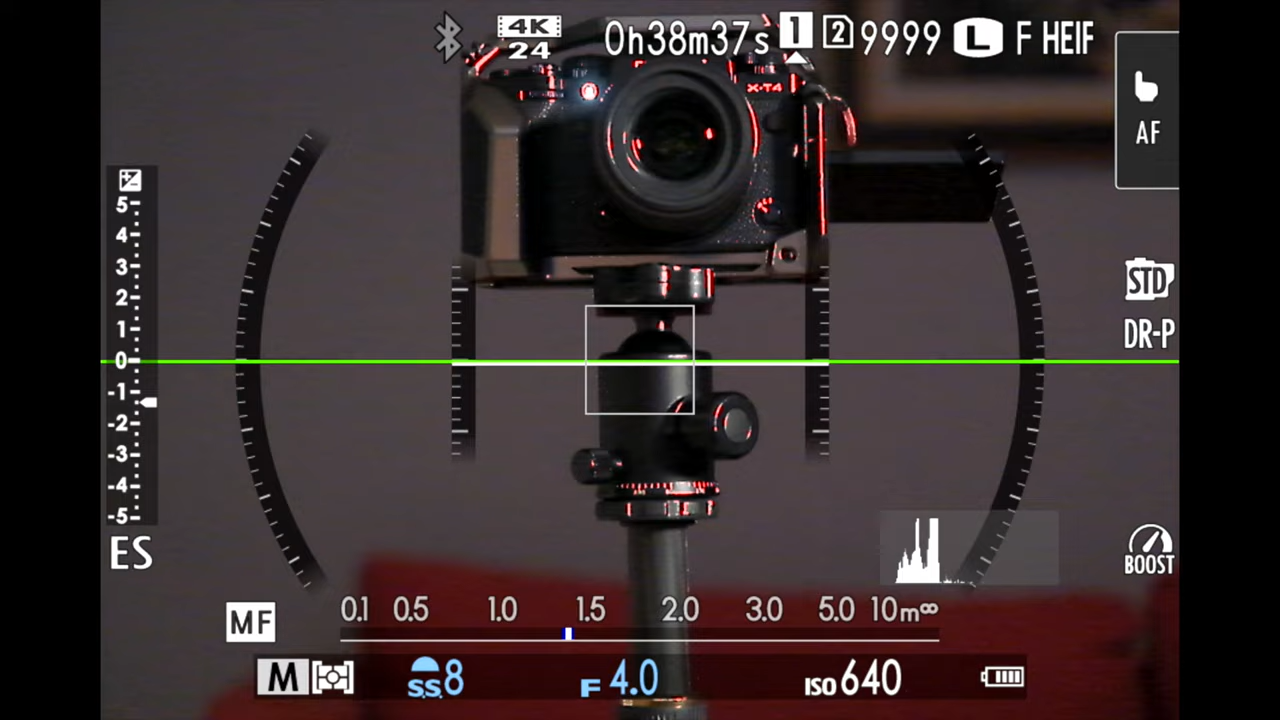 4K
24
0h38m37s 1 2 9999 L F HEIF
X-T4
AF
5
4
3
2
1
0
-1
-2
-3
-4
-5
STD
DR-P
ES
BOOST
0.1 0.5 1.0 1.5 2.0 3.0 5.0 10m∞
MF
M S.S. 8 F 4.0 ISO 640